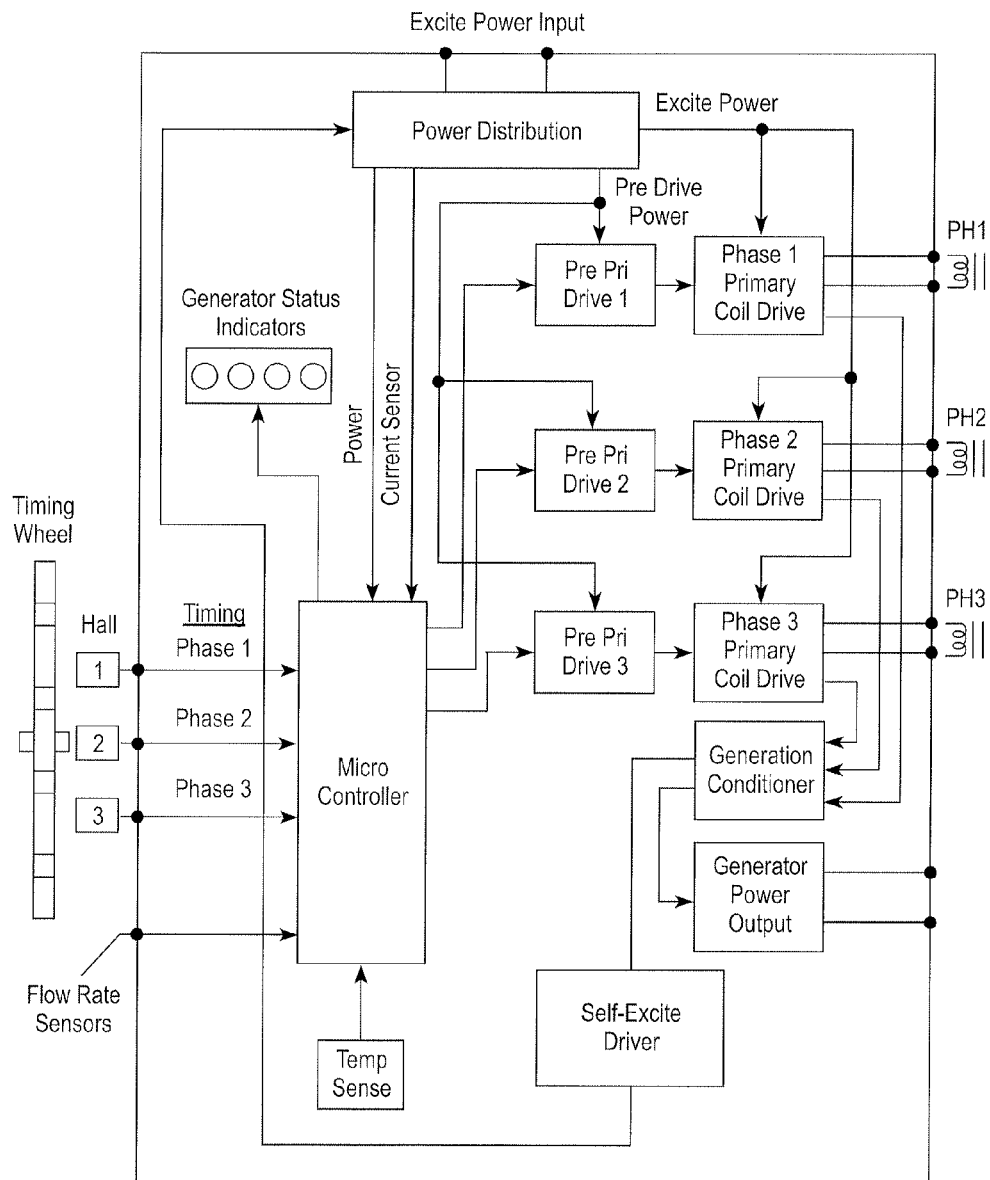 Excite Power Input
Power Distribution
Excite Power
Pre Drive
Power
PH1
Pre Pri
Drive 1
Phase 1
Primary
Coil Drive
Generator Status
Indicators
Power
Current Sensor
PH2
Pre Pri
Drive 2
Phase 2
Primary
Coil Drive
Timing
Wheel
Hall
Timing
PH3
Pre Pri
Drive 3
Phase 3
Primary
Coil Drive
1
Phase 1
2
Phase 2
3
Phase 3
Micro
Controller
Generation
Conditioner
Generator
Power
Output
Flow Rate
Sensors
Temp
Sense
Self-Excite
Driver